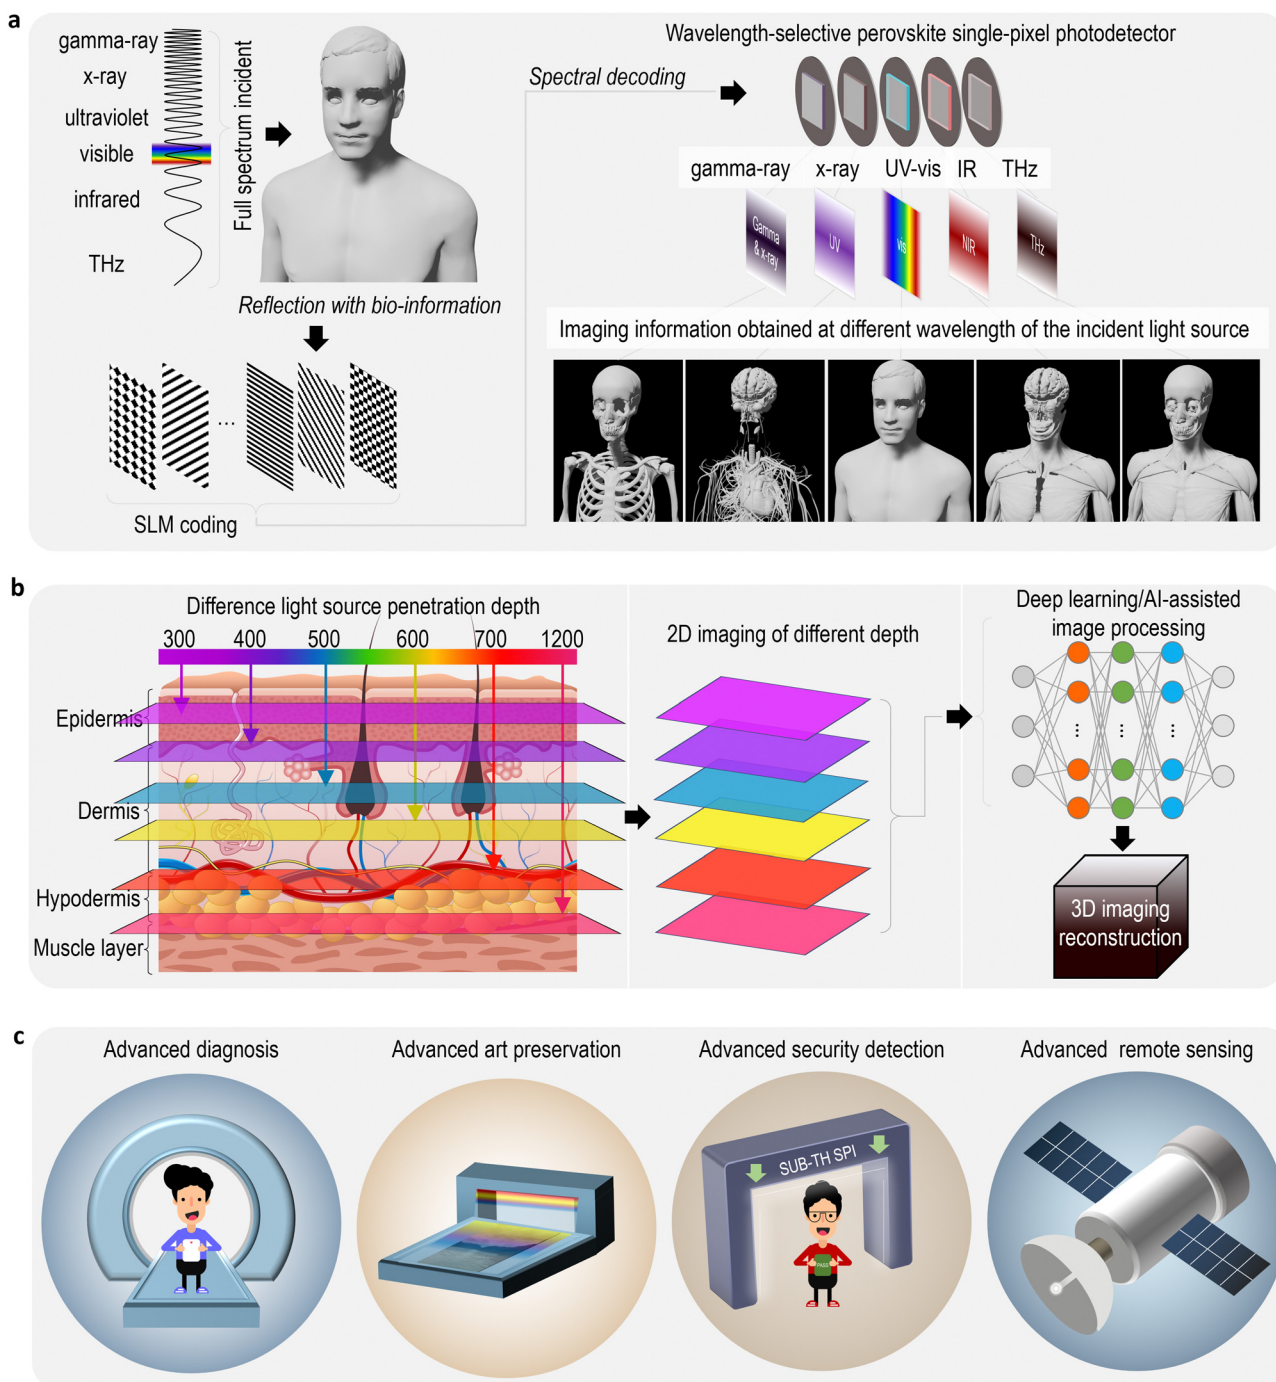 a
gamma-ray
x-ray
ultraviolet
visible
infrared
THz
Full spectrum incident
Reflection with bio-information
...
SLM coding
Spectral decoding
Wavelength-selective perovskite single-pixel photodetector
gamma-ray x-ray UV-vis IR THz
Gamma
& x-ray
UV
vis
NIR
THz
Imaging information obtained at different wavelength of the incident light source
b
Difference light source penetration depth
300 400 500 600 700 1200
Epidermis
Dermis
Hypodermis
Muscle layer
2D imaging of different depth
Deep learning/AI-assisted
image processing
... ... ...
3D imaging
reconstruction
c
Advanced diagnosis
Advanced art preservation
Advanced security detection
SUB-TH SPI
PASS
Advanced remote sensing